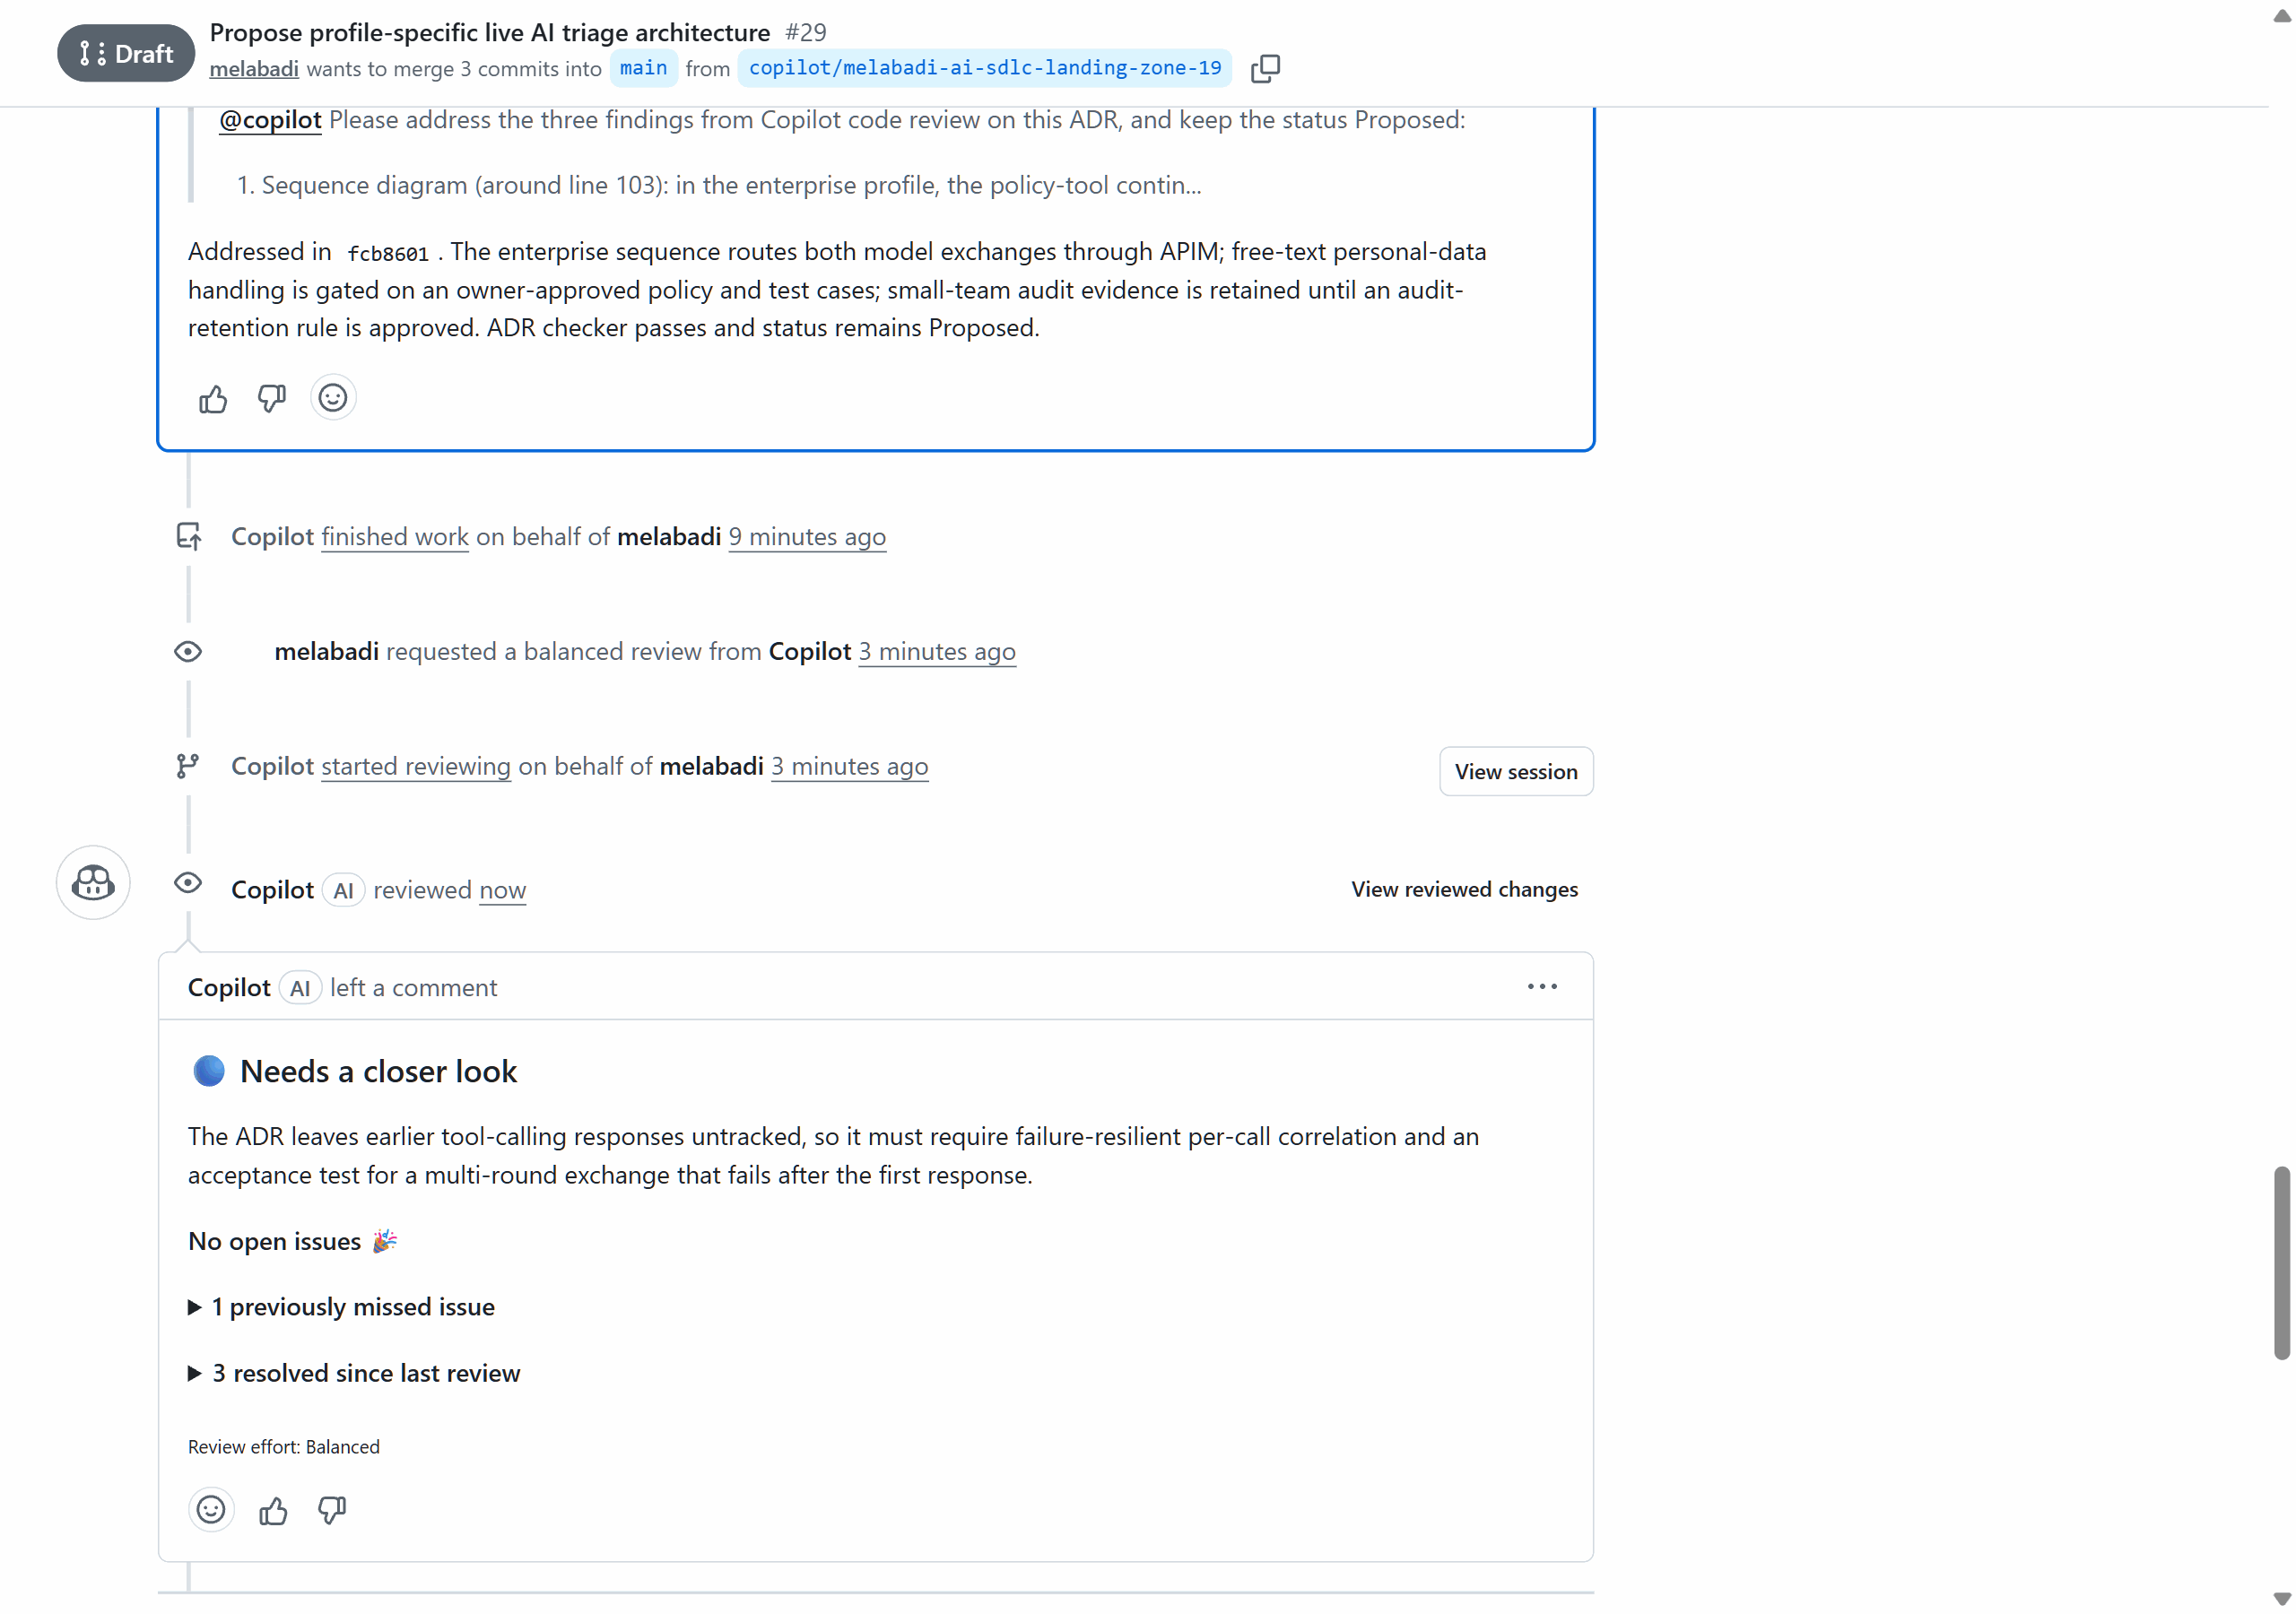 Draft
Propose profile-specific live AI triage architecture #29
melabadi wants to merge 3 commits into main from copilot/melabadi-ai-sdlc-landing-zone-19
@copilot Please address the three findings from Copilot code review on this ADR, and keep the status Proposed:
1. Sequence diagram (around line 103): in the enterprise profile, the policy-tool contin...
Addressed in fcb8601 . The enterprise sequence routes both model exchanges through APIM; free-text personal-data
handling is gated on an owner-approved policy and test cases; small-team audit evidence is retained until an audit-
retention rule is approved. ADR checker passes and status remains Proposed.
Copilot finished work on behalf of melabadi 9 minutes ago
melabadi requested a balanced review from Copilot 3 minutes ago
Copilot started reviewing on behalf of melabadi 3 minutes ago
View session
Copilot AI reviewed now
View reviewed changes
Copilot AI left a comment
Needs a closer look
The ADR leaves earlier tool-calling responses untracked, so it must require failure-resilient per-call correlation and an
acceptance test for a multi-round exchange that fails after the first response.
No open issues 🎉
1 previously missed issue
3 resolved since last review
Review effort: Balanced